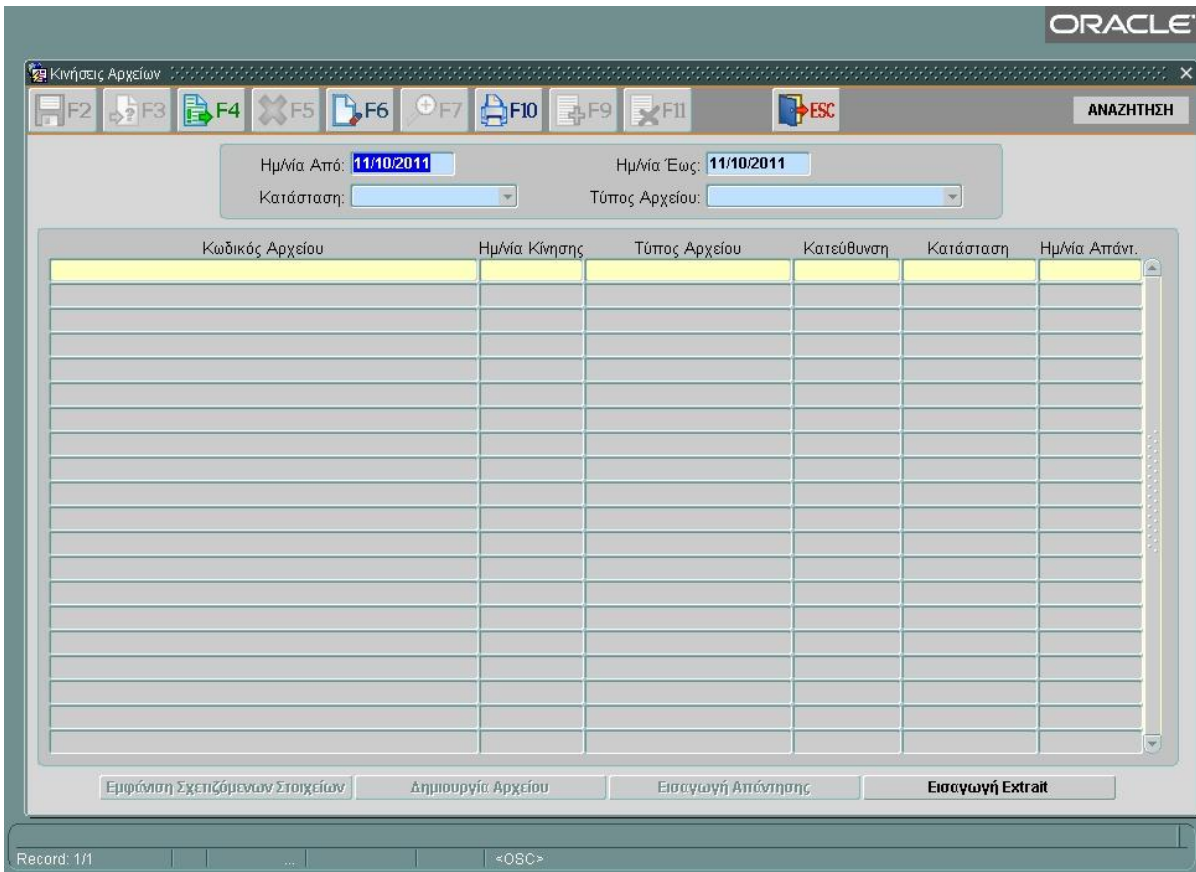 ORACLE
Κινήσεις Αρχείων
F2 F3 F4 F5 F6 F7 F10 F9 F11 ESC ΑΝΑΖΗΤΗΣΗ
Ημ/νία Από: 11/10/2011 Ημ/νία Έως: 11/10/2011
Κατάσταση: Τύπος Αρχείου:
Κωδικός Αρχείου Ημ/νία Κίνησης Τύπος Αρχείου Κατεύθυνση Κατάσταση Ημ/νία Απάντ.
Εμφάνιση Σχετιζόμενων Στοιχείων Δημιουργία Αρχείου Εισαγωγή Απάντησης Εισαγωγή Extrait
Record: 1/1 ... <OSC>